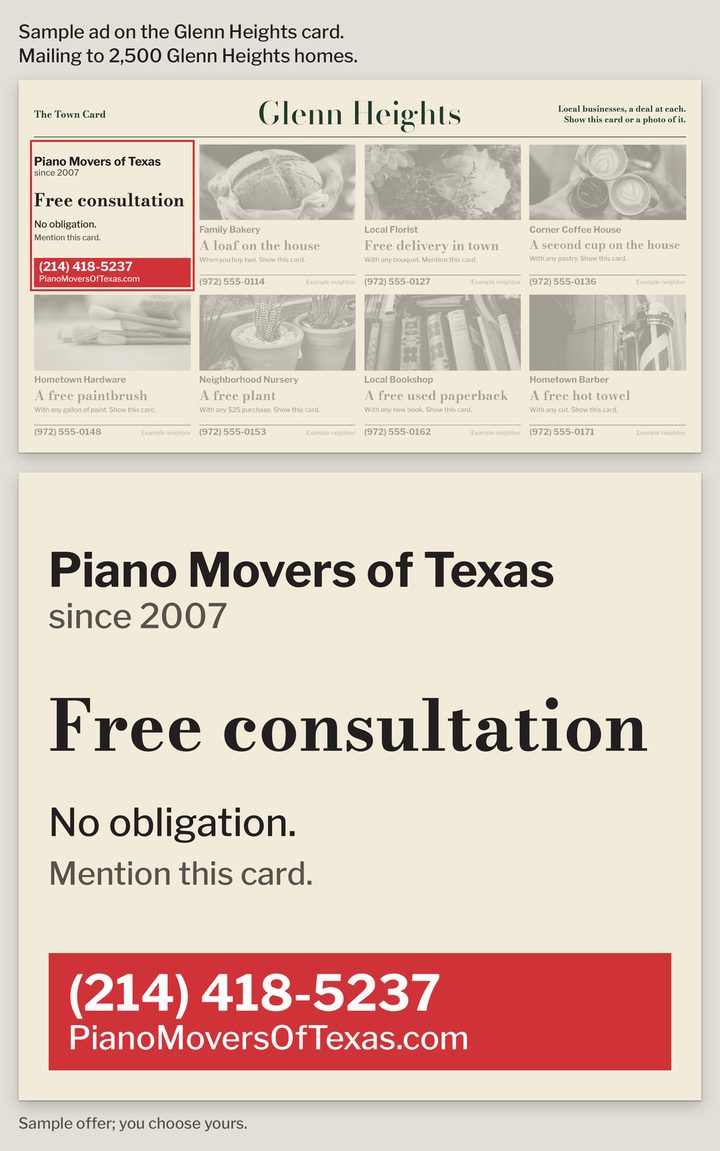 Sample ad on the Glenn Heights card.
Mailing to 2,500 Glenn Heights homes.
The Town Card
Glenn Heights
Local businesses, a deal at each.
Show this card or a photo of it.
Piano Movers of Texas
since 2007
Free consultation
No obligation.
Mention this card.
(214) 418-5237
PianoMoversOfTexas.com
Family Bakery
A loaf on the house
When you buy two. Show this card.
(972) 555-0114 Example neighbor
Local Florist
Free delivery in town
With any bouquet. Mention this card.
(972) 555-0127 Example neighbor
Corner Coffee House
A second cup on the house
With any pastry. Show this card.
(972) 555-0136 Example neighbor
Hometown Hardware
A free paintbrush
With any gallon of paint. Show this card.
(972) 555-0148 Example neighbor
Neighborhood Nursery
A free plant
With any $25 purchase. Show this card.
(972) 555-0153 Example neighbor
Local Bookshop
A free used paperback
With any new book. Show this card.
(972) 555-0162 Example neighbor
Hometown Barber
A free hot towel
With any cut. Show this card.
(972) 555-0171 Example neighbor
Piano Movers of Texas
since 2007
Free consultation
No obligation.
Mention this card.
(214) 418-5237
PianoMoversOfTexas.com
Sample offer; you choose yours.